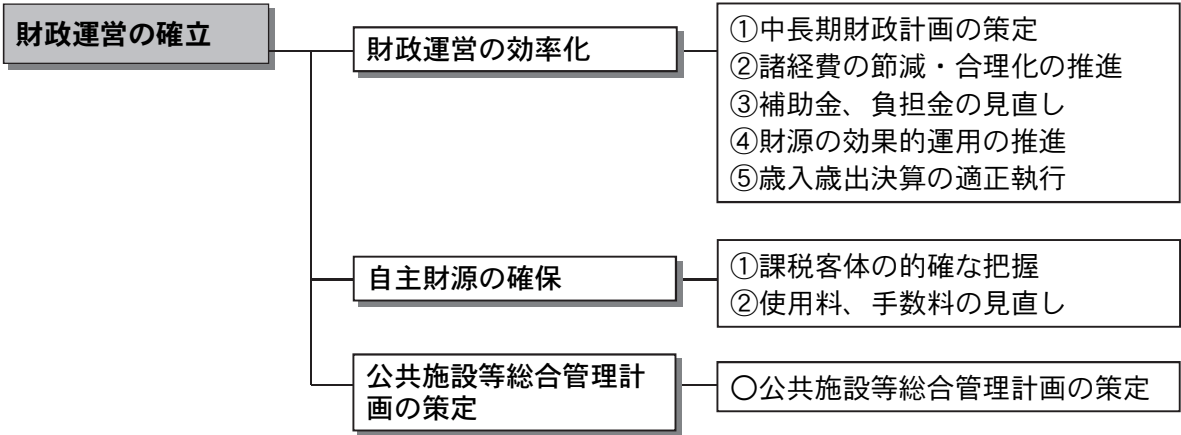 財政運営の確立
財政運営の効率化
①中長期財政計画の策定
②諸経費の節減・合理化の推進
③補助金、負担金の見直し
④財源の効果的運用の推進
⑤歳入歳出決算の適正執行
自主財源の確保
①課税客体の的確な把握
②使用料、手数料の見直し
公共施設等総合管理計
画の策定
〇公共施設等総合管理計画の策定